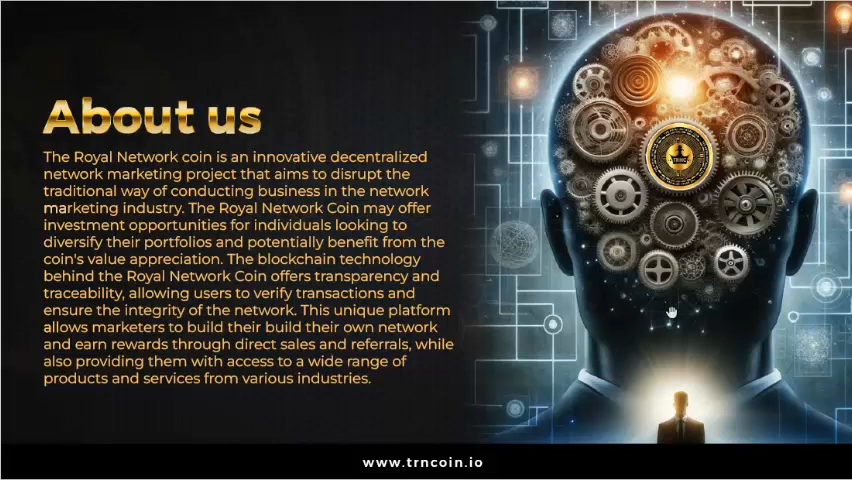 About us
The Royal Network coin is an innovative decentralized
network marketing project that aims to disrupt the
traditional way of conducting business in the network
marketing industry. The Royal Network Coin may offer
investment opportunities for individuals looking to
diversify their portfolios and potentially benefit from the
coin's value appreciation. The blockchain technology
behind the Royal Network Coin offers transparency and
traceability, allowing users to verify transactions and
ensure the integrity of the network. This unique platform
allows marketers to build their build their own network
and earn rewards through direct sales and referrals, while
also providing them with access to a wide range of
products and services from various industries.
TRNC
www.trncoin.io